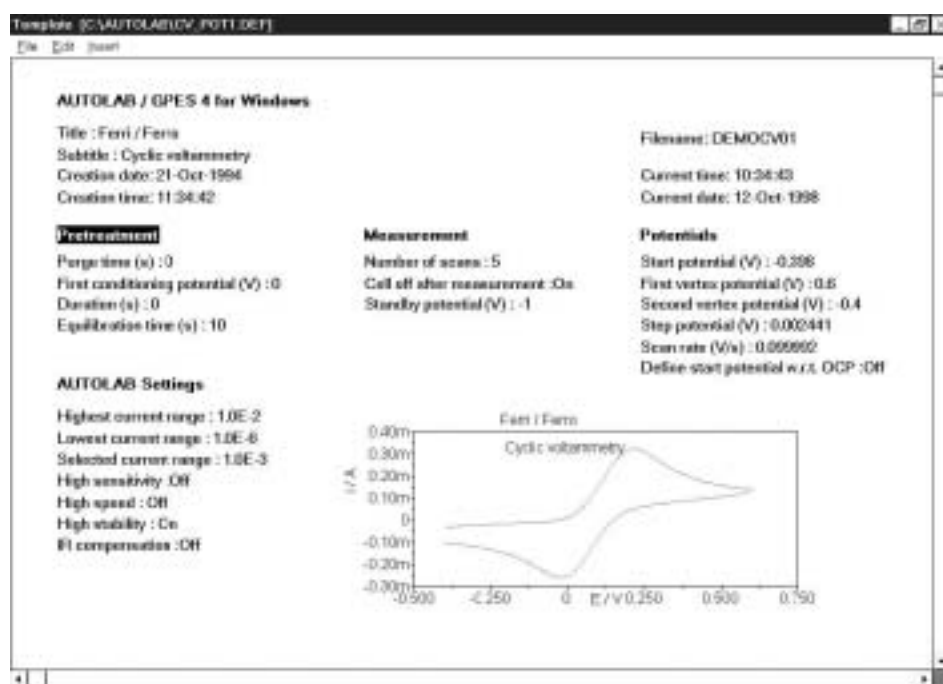 Template [C:\AUTOLAB\CV_POT1.DEF]
File Edit Insert
AUTOLAB / GPES 4 for Windows
Title : Ferri / Ferro
Subtitle : Cyclic voltammetry
Creation date: 21-Oct-1994
Creation time: 11:34:42
Filename: DEMOCV01
Current time: 10:34:43
Current date: 12-Oct-1998
Pretreatment
Purge time (s) : 0
First conditioning potential (V) : 0
Duration (s) : 0
Equilibration time (s) : 10
Measurement
Number of scans : 5
Cell off after measurement :On
Standby potential (V) : -1
Potentials
Start potential (V) : -0.398
First vertex potential (V) : 0.6
Second vertex potential (V) : -0.4
Step potential (V) : 0.002441
Scan rate (V/s) : 0.099992
Define start potential w.r.t. OCP :Off
AUTOLAB Settings
Highest current range : 1.0E-2
Lowest current range : 1.0E-6
Selected current range : 1.0E-3
High sensitivity :Off
High speed : Off
High stability : On
IR compensation :Off
Ferri / Ferro
Cyclic voltammetry
i / A
0.40m
0.30m
0.20m
0.10m
0
-0.10m
-0.20m
-0.30m
-0.500 -0.250 0 E / V 0.250 0.500 0.750